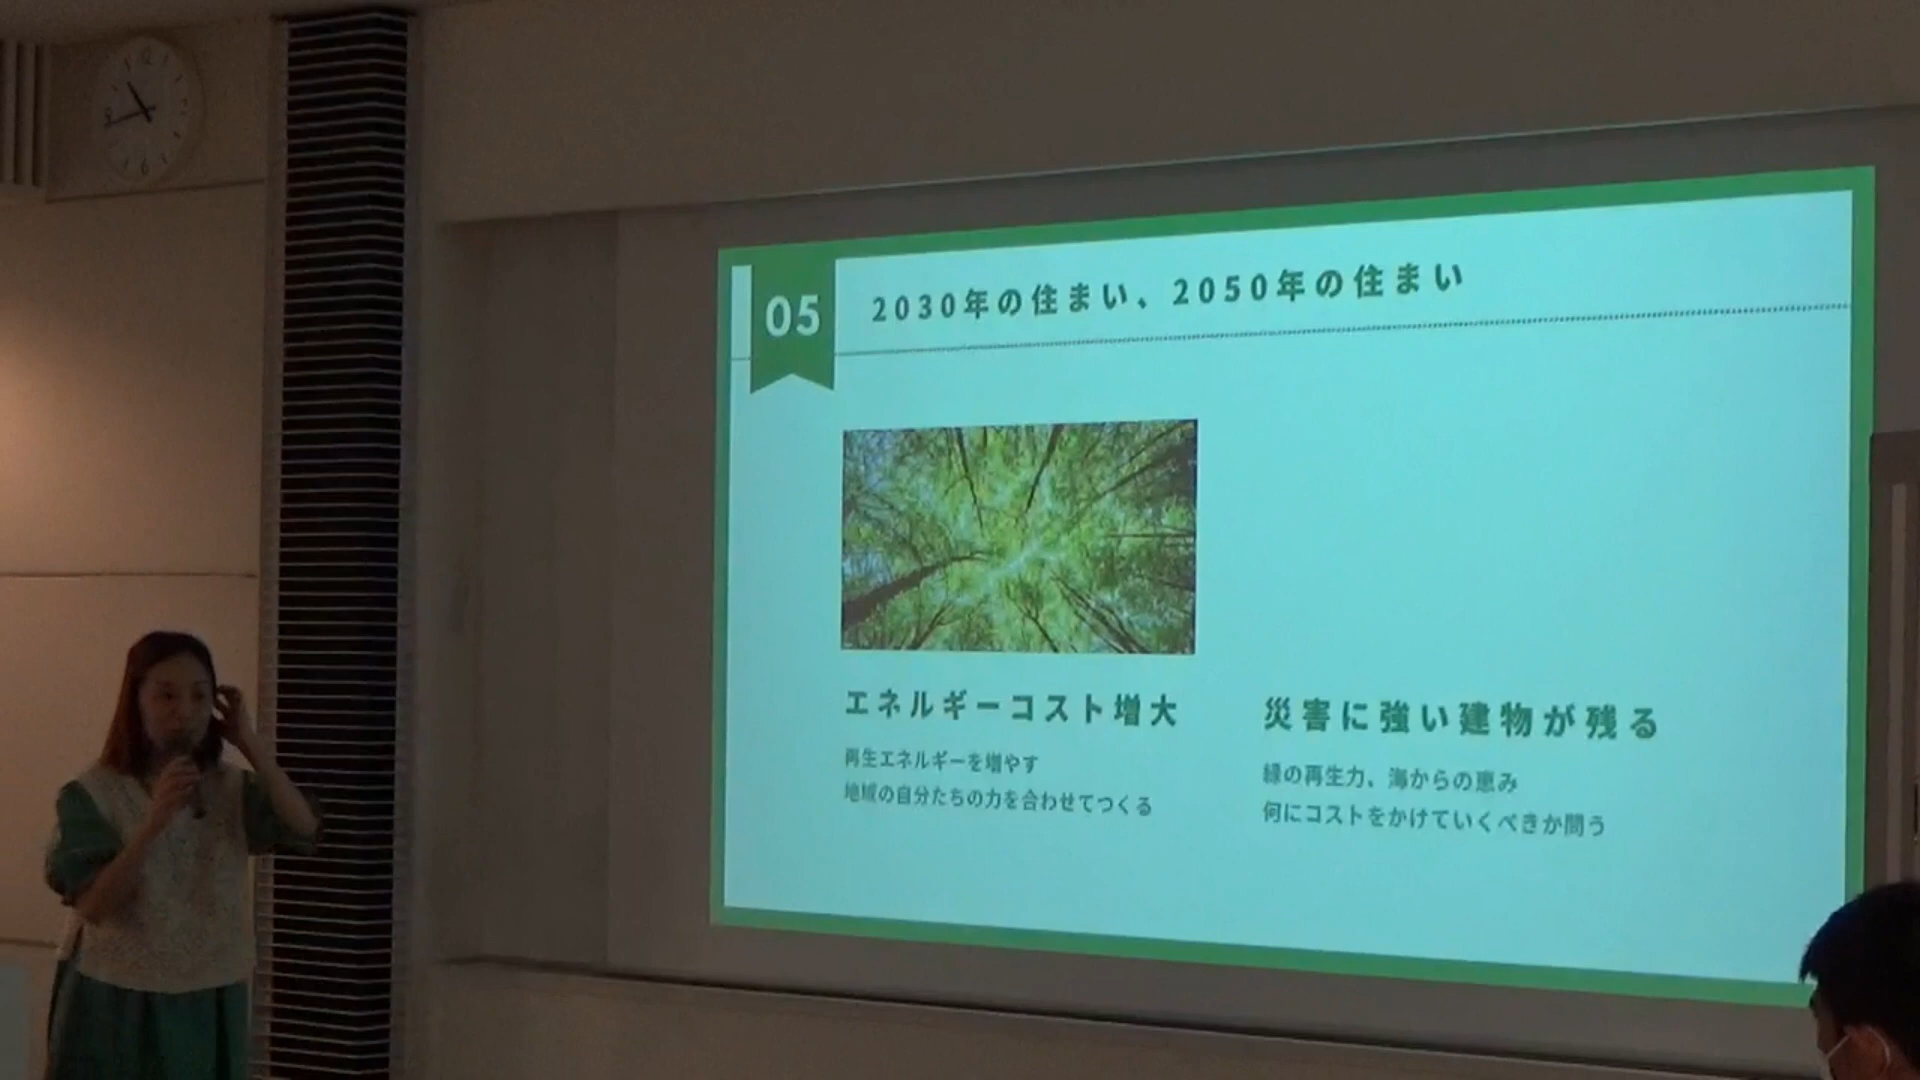 05
2030年の住まい、2050年の住まい
エネルギーコスト増大
再生エネルギーを増やす
地域の自分たちの力を合わせてつくる
災害に強い建物が残る
緑の再生力、海からの恵み
何にコストをかけていくべきか問う